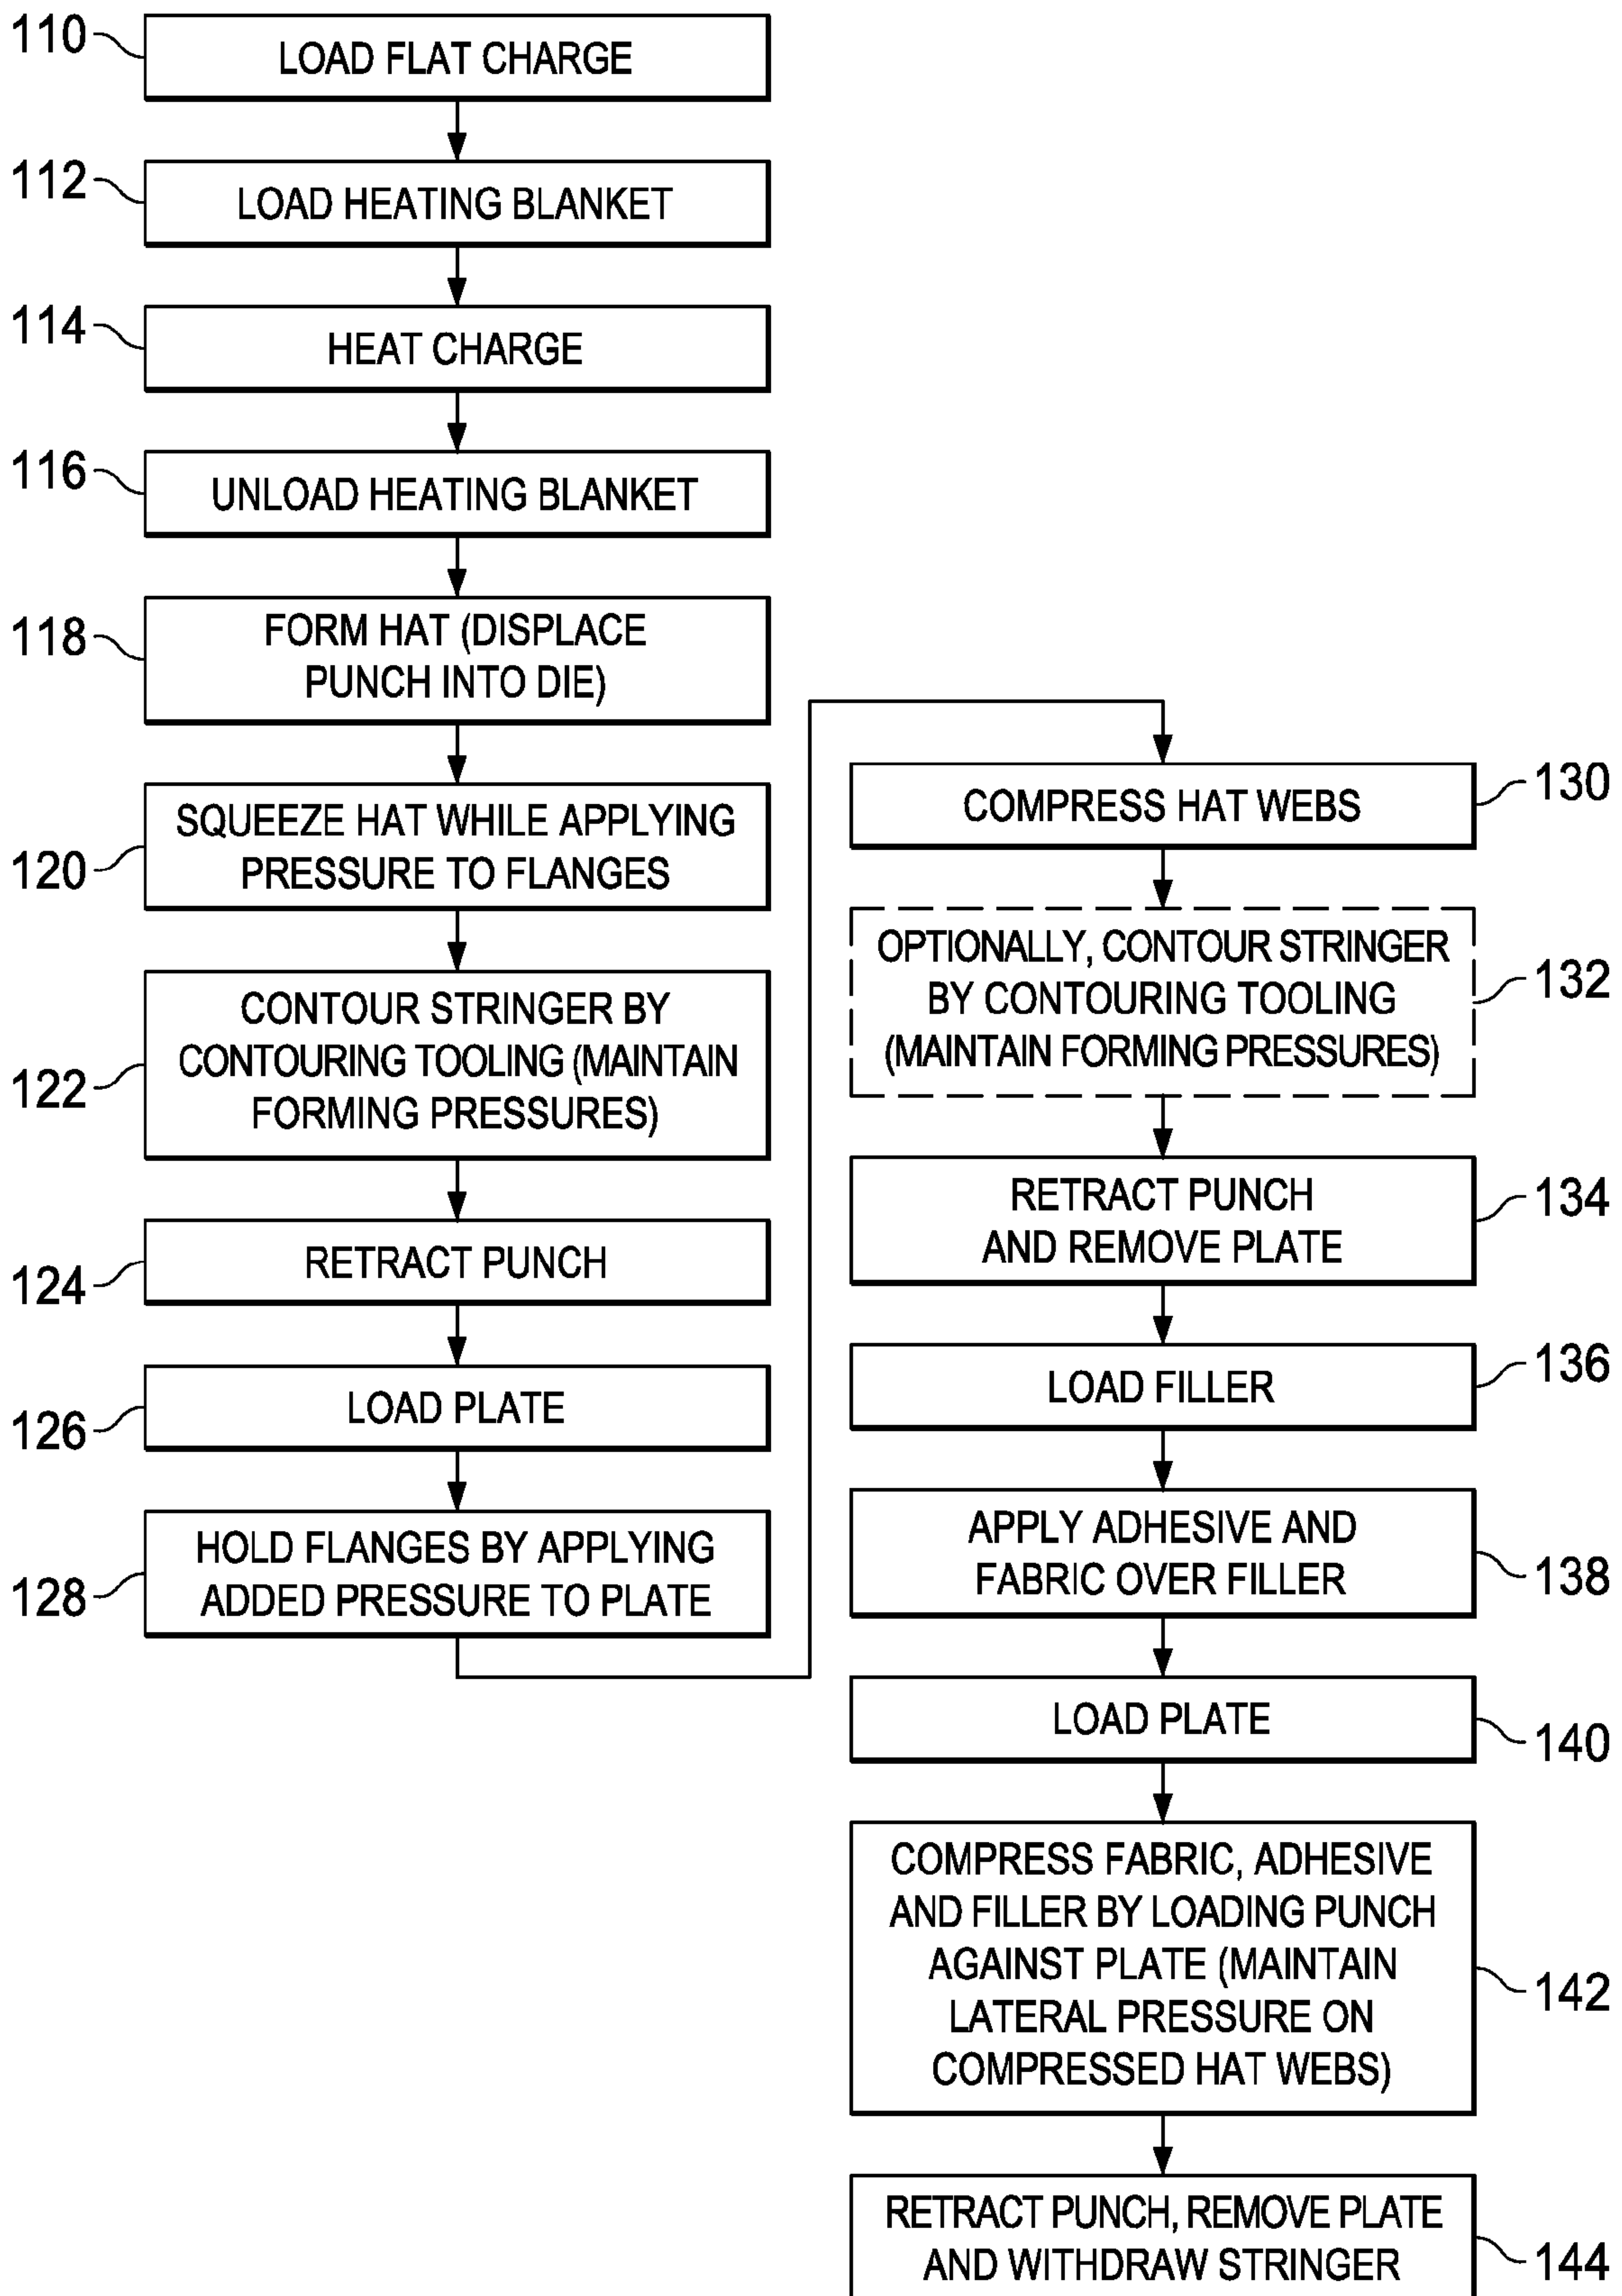 110
LOAD FLAT CHARGE
112
LOAD HEATING BLANKET
114
HEAT CHARGE
116
UNLOAD HEATING BLANKET
118
FORM HAT (DISPLACE
PUNCH INTO DIE)
120
SQUEEZE HAT WHILE APPLYING
PRESSURE TO FLANGES
122
CONTOUR STRINGER BY
CONTOURING TOOLING (MAINTAIN
FORMING PRESSURES)
124
RETRACT PUNCH
126
LOAD PLATE
128
HOLD FLANGES BY APPLYING
ADDED PRESSURE TO PLATE
130
COMPRESS HAT WEBS
132
OPTIONALLY, CONTOUR STRINGER
BY CONTOURING TOOLING
(MAINTAIN FORMING PRESSURES)
134
RETRACT PUNCH
AND REMOVE PLATE
136
LOAD FILLER
138
APPLY ADHESIVE AND
FABRIC OVER FILLER
140
LOAD PLATE
142
COMPRESS FABRIC, ADHESIVE
AND FILLER BY LOADING PUNCH
AGAINST PLATE (MAINTAIN
LATERAL PRESSURE ON
COMPRESSED HAT WEBS)
144
RETRACT PUNCH, REMOVE PLATE
AND WITHDRAW STRINGER